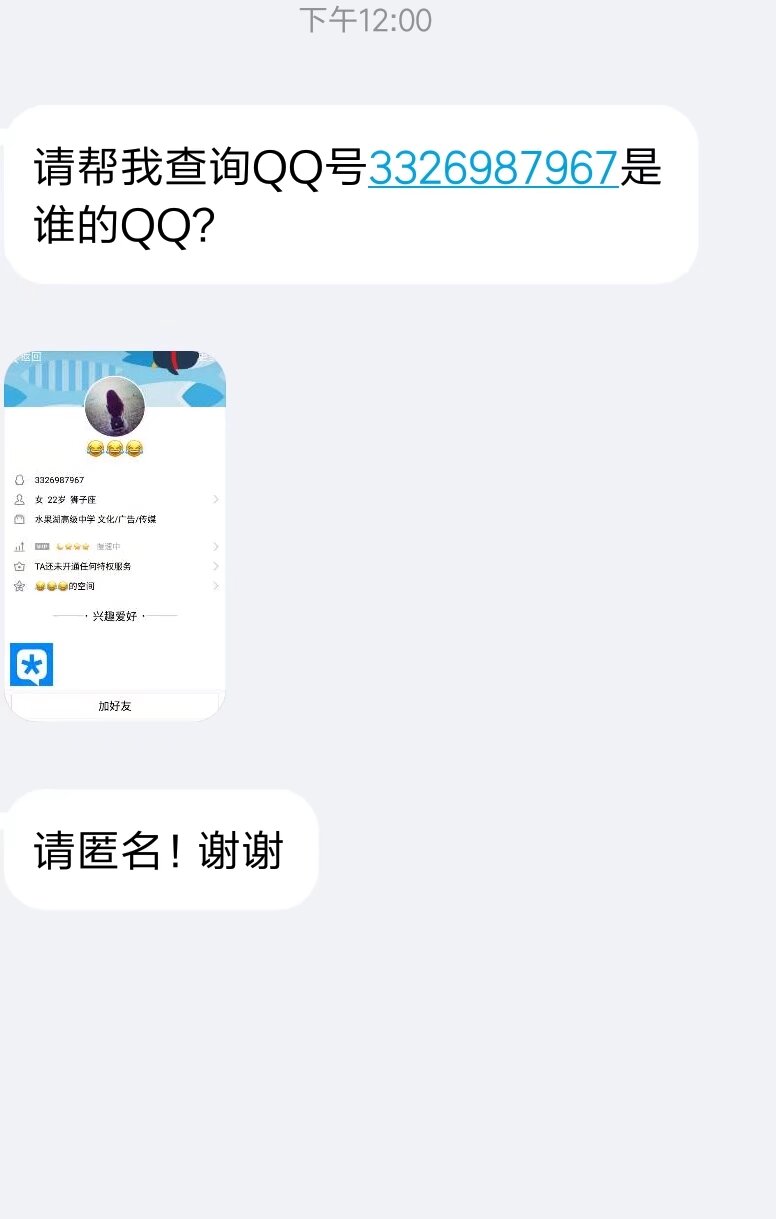 下午12:00
请帮我查询QQ号3326987967是
谁的QQ?
返回
😂😂😂
3326987967
女 22岁 狮子座
水果湖高级中学 文化/广告/传媒
TA还未开通任何特权服务
😂😂😂的空间
· 兴趣爱好 ·
加好友
请匿名！谢谢